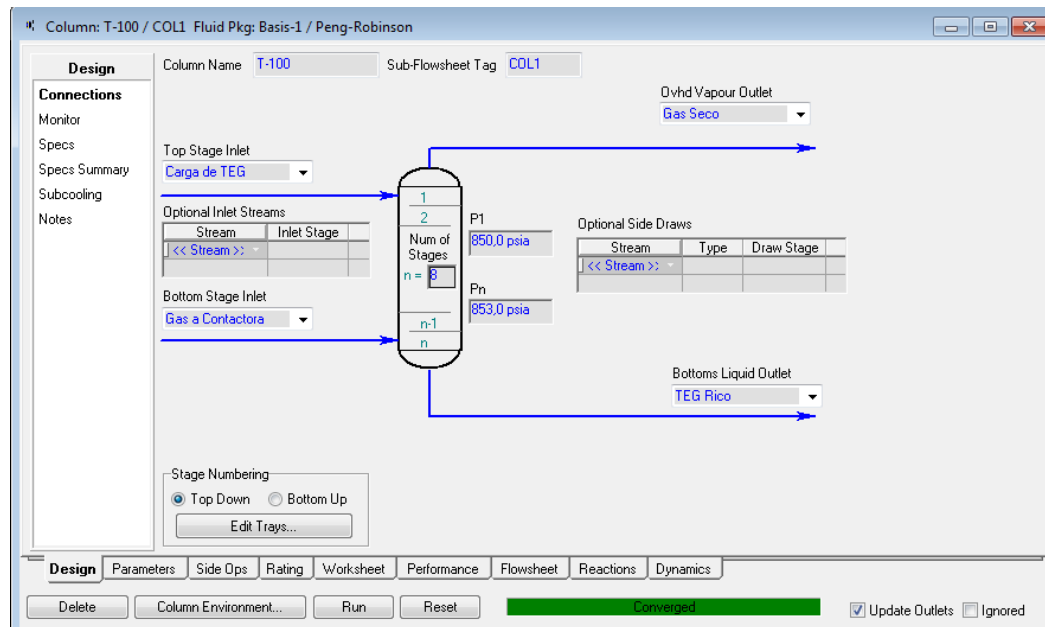 Column: T-100 / COL1 Fluid Pkg: Basis-1 / Peng-Robinson
Design
Connections
Monitor
Specs
Specs Summary
Subcooling
Notes
Column Name T-100 Sub-Flowsheet Tag COL1
Ovhd Vapour Outlet
Gas Seco
Top Stage Inlet
Carga de TEG
Optional Inlet Streams
Stream Inlet Stage
<< Stream >>
Bottom Stage Inlet
Gas a Contactora
1
2
Num of
Stages
n = 8
n-1
n
P1
850,0 psia
Pn
853,0 psia
Optional Side Draws
Stream Type Draw Stage
<< Stream >>
Bottoms Liquid Outlet
TEG Rico
Stage Numbering
Top Down Bottom Up
Edit Trays...
Design Parameters Side Ops Rating Worksheet Performance Flowsheet Reactions Dynamics
Delete Column Environment... Run Reset Converged Update Outlets Ignored